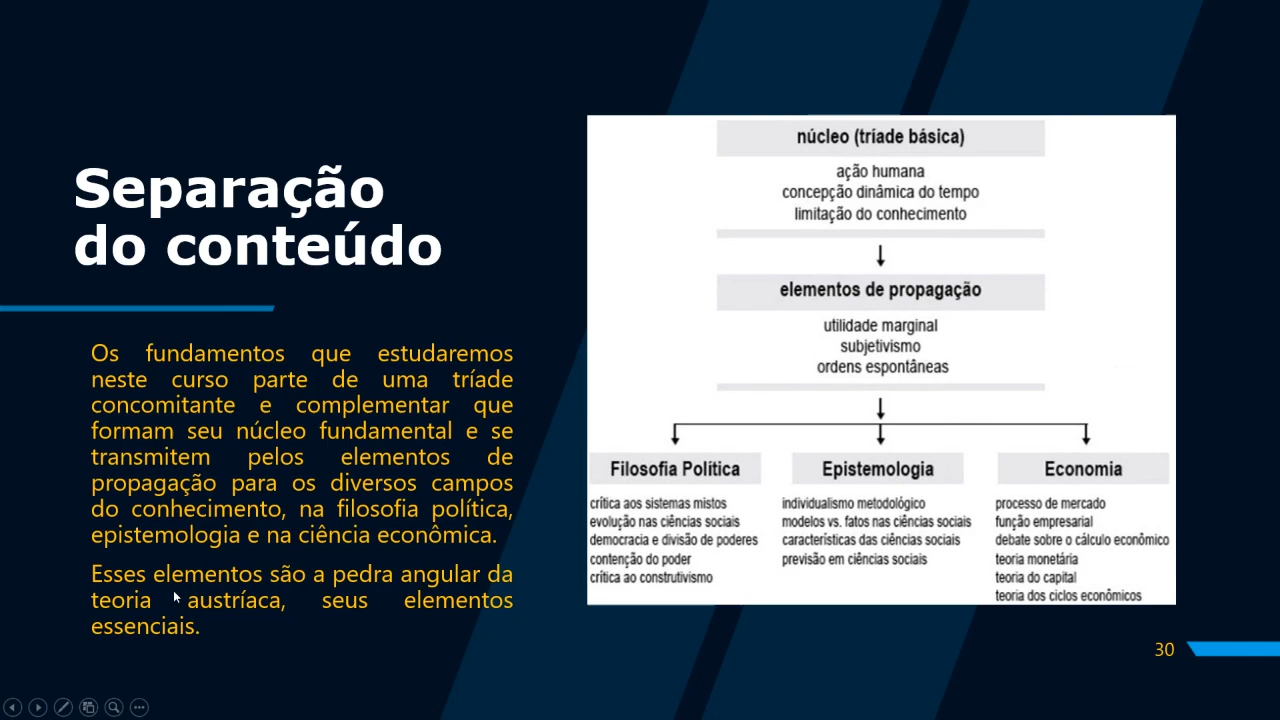 Separação
do conteúdo
Os fundamentos que estudaremos
neste curso parte de uma tríade
concomitante e complementar que
formam seu núcleo fundamental e se
transmitem pelos elementos de
propagação para os diversos campos
do conhecimento, na filosofia política,
epistemologia e na ciência econômica.
Esses elementos são a pedra angular da
teoria austríaca, seus elementos
essenciais.
núcleo (tríade básica)
ação humana
concepção dinâmica do tempo
limitação do conhecimento
elementos de propagação
utilidade marginal
subjetivismo
ordens espontâneas
Filosofia Política
crítica aos sistemas mistos
evolução nas ciências sociais
democracia e divisão de poderes
contenção do poder
crítica ao construtivismo
Epistemologia
individualismo metodológico
modelos vs. fatos nas ciências sociais
características das ciências sociais
previsão em ciências sociais
Economia
processo de mercado
função empresarial
debate sobre o cálculo econômico
teoria monetária
teoria do capital
teoria dos ciclos econômicos
30